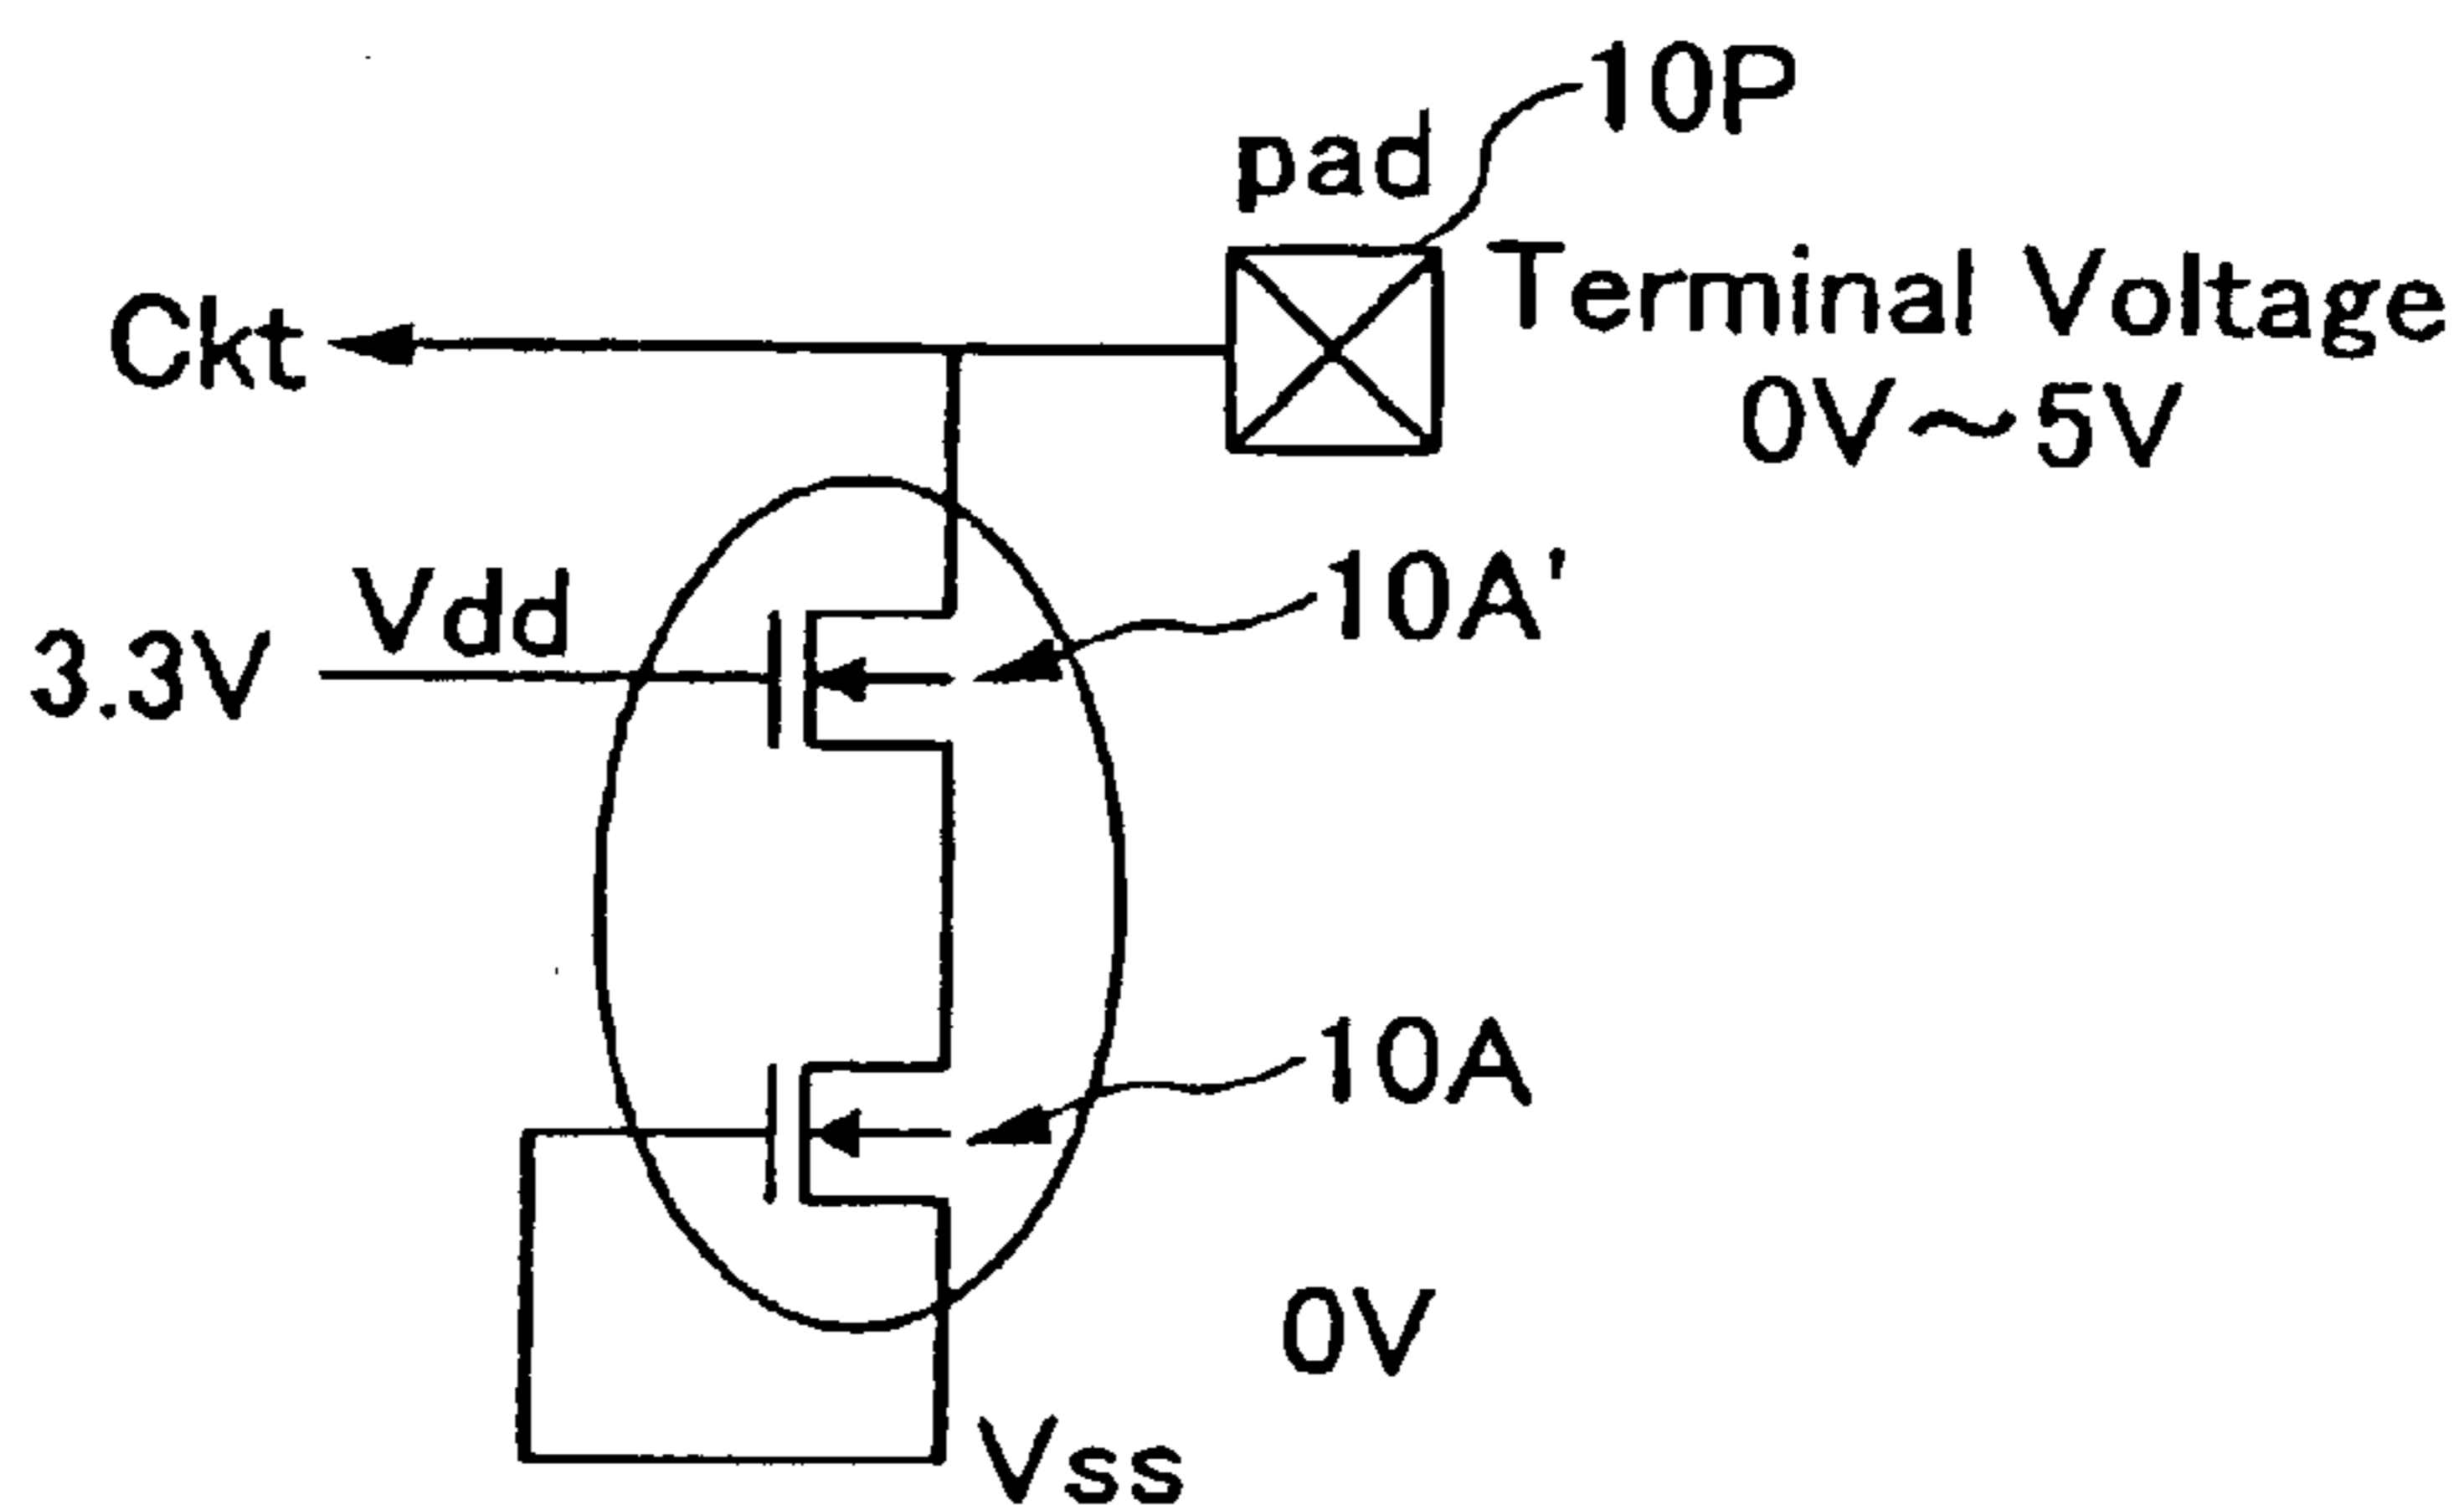 10P
pad
Terminal Voltage
0V～5V
Ckt
Vdd
3.3V
10A'
10A
0V
Vss